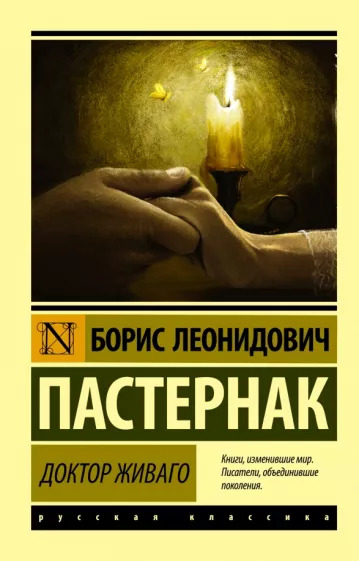 N БОРИС ЛЕОНИДОВИЧ
ПАСТЕРНАК
ДОКТОР ЖИВАГО
Книги, изменившие мир.
Писатели, объединившие
поколения.
русская классика